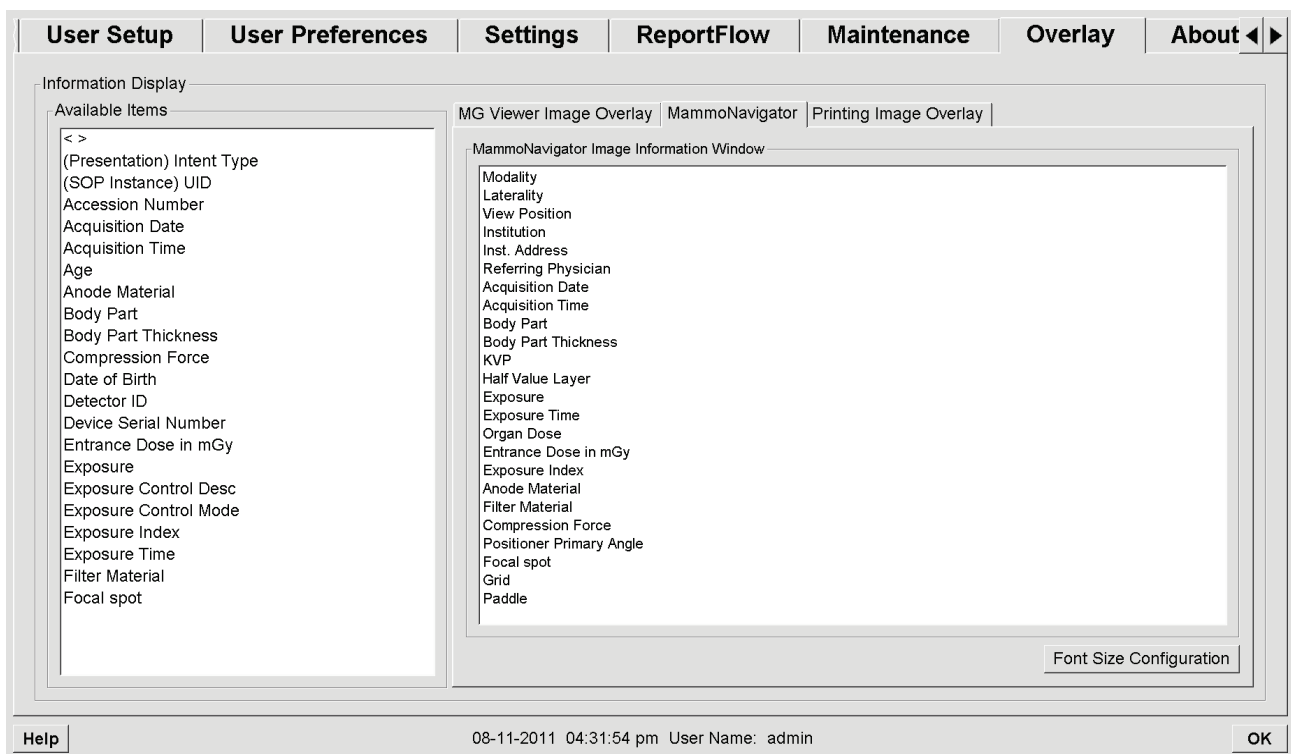 User Setup User Preferences Settings ReportFlow Maintenance Overlay About
Information Display
Available Items
< >
(Presentation) Intent Type
(SOP Instance) UID
Accession Number
Acquisition Date
Acquisition Time
Age
Anode Material
Body Part
Body Part Thickness
Compression Force
Date of Birth
Detector ID
Device Serial Number
Entrance Dose in mGy
Exposure
Exposure Control Desc
Exposure Control Mode
Exposure Index
Exposure Time
Filter Material
Focal spot
MG Viewer Image Overlay MammoNavigator Printing Image Overlay
MammoNavigator Image Information Window
Modality
Laterality
View Position
Institution
Inst. Address
Referring Physician
Acquisition Date
Acquisition Time
Body Part
Body Part Thickness
KVP
Half Value Layer
Exposure
Exposure Time
Organ Dose
Entrance Dose in mGy
Exposure Index
Anode Material
Filter Material
Compression Force
Positioner Primary Angle
Focal spot
Grid
Paddle
Font Size Configuration
Help 08-11-2011 04:31:54 pm User Name: admin OK